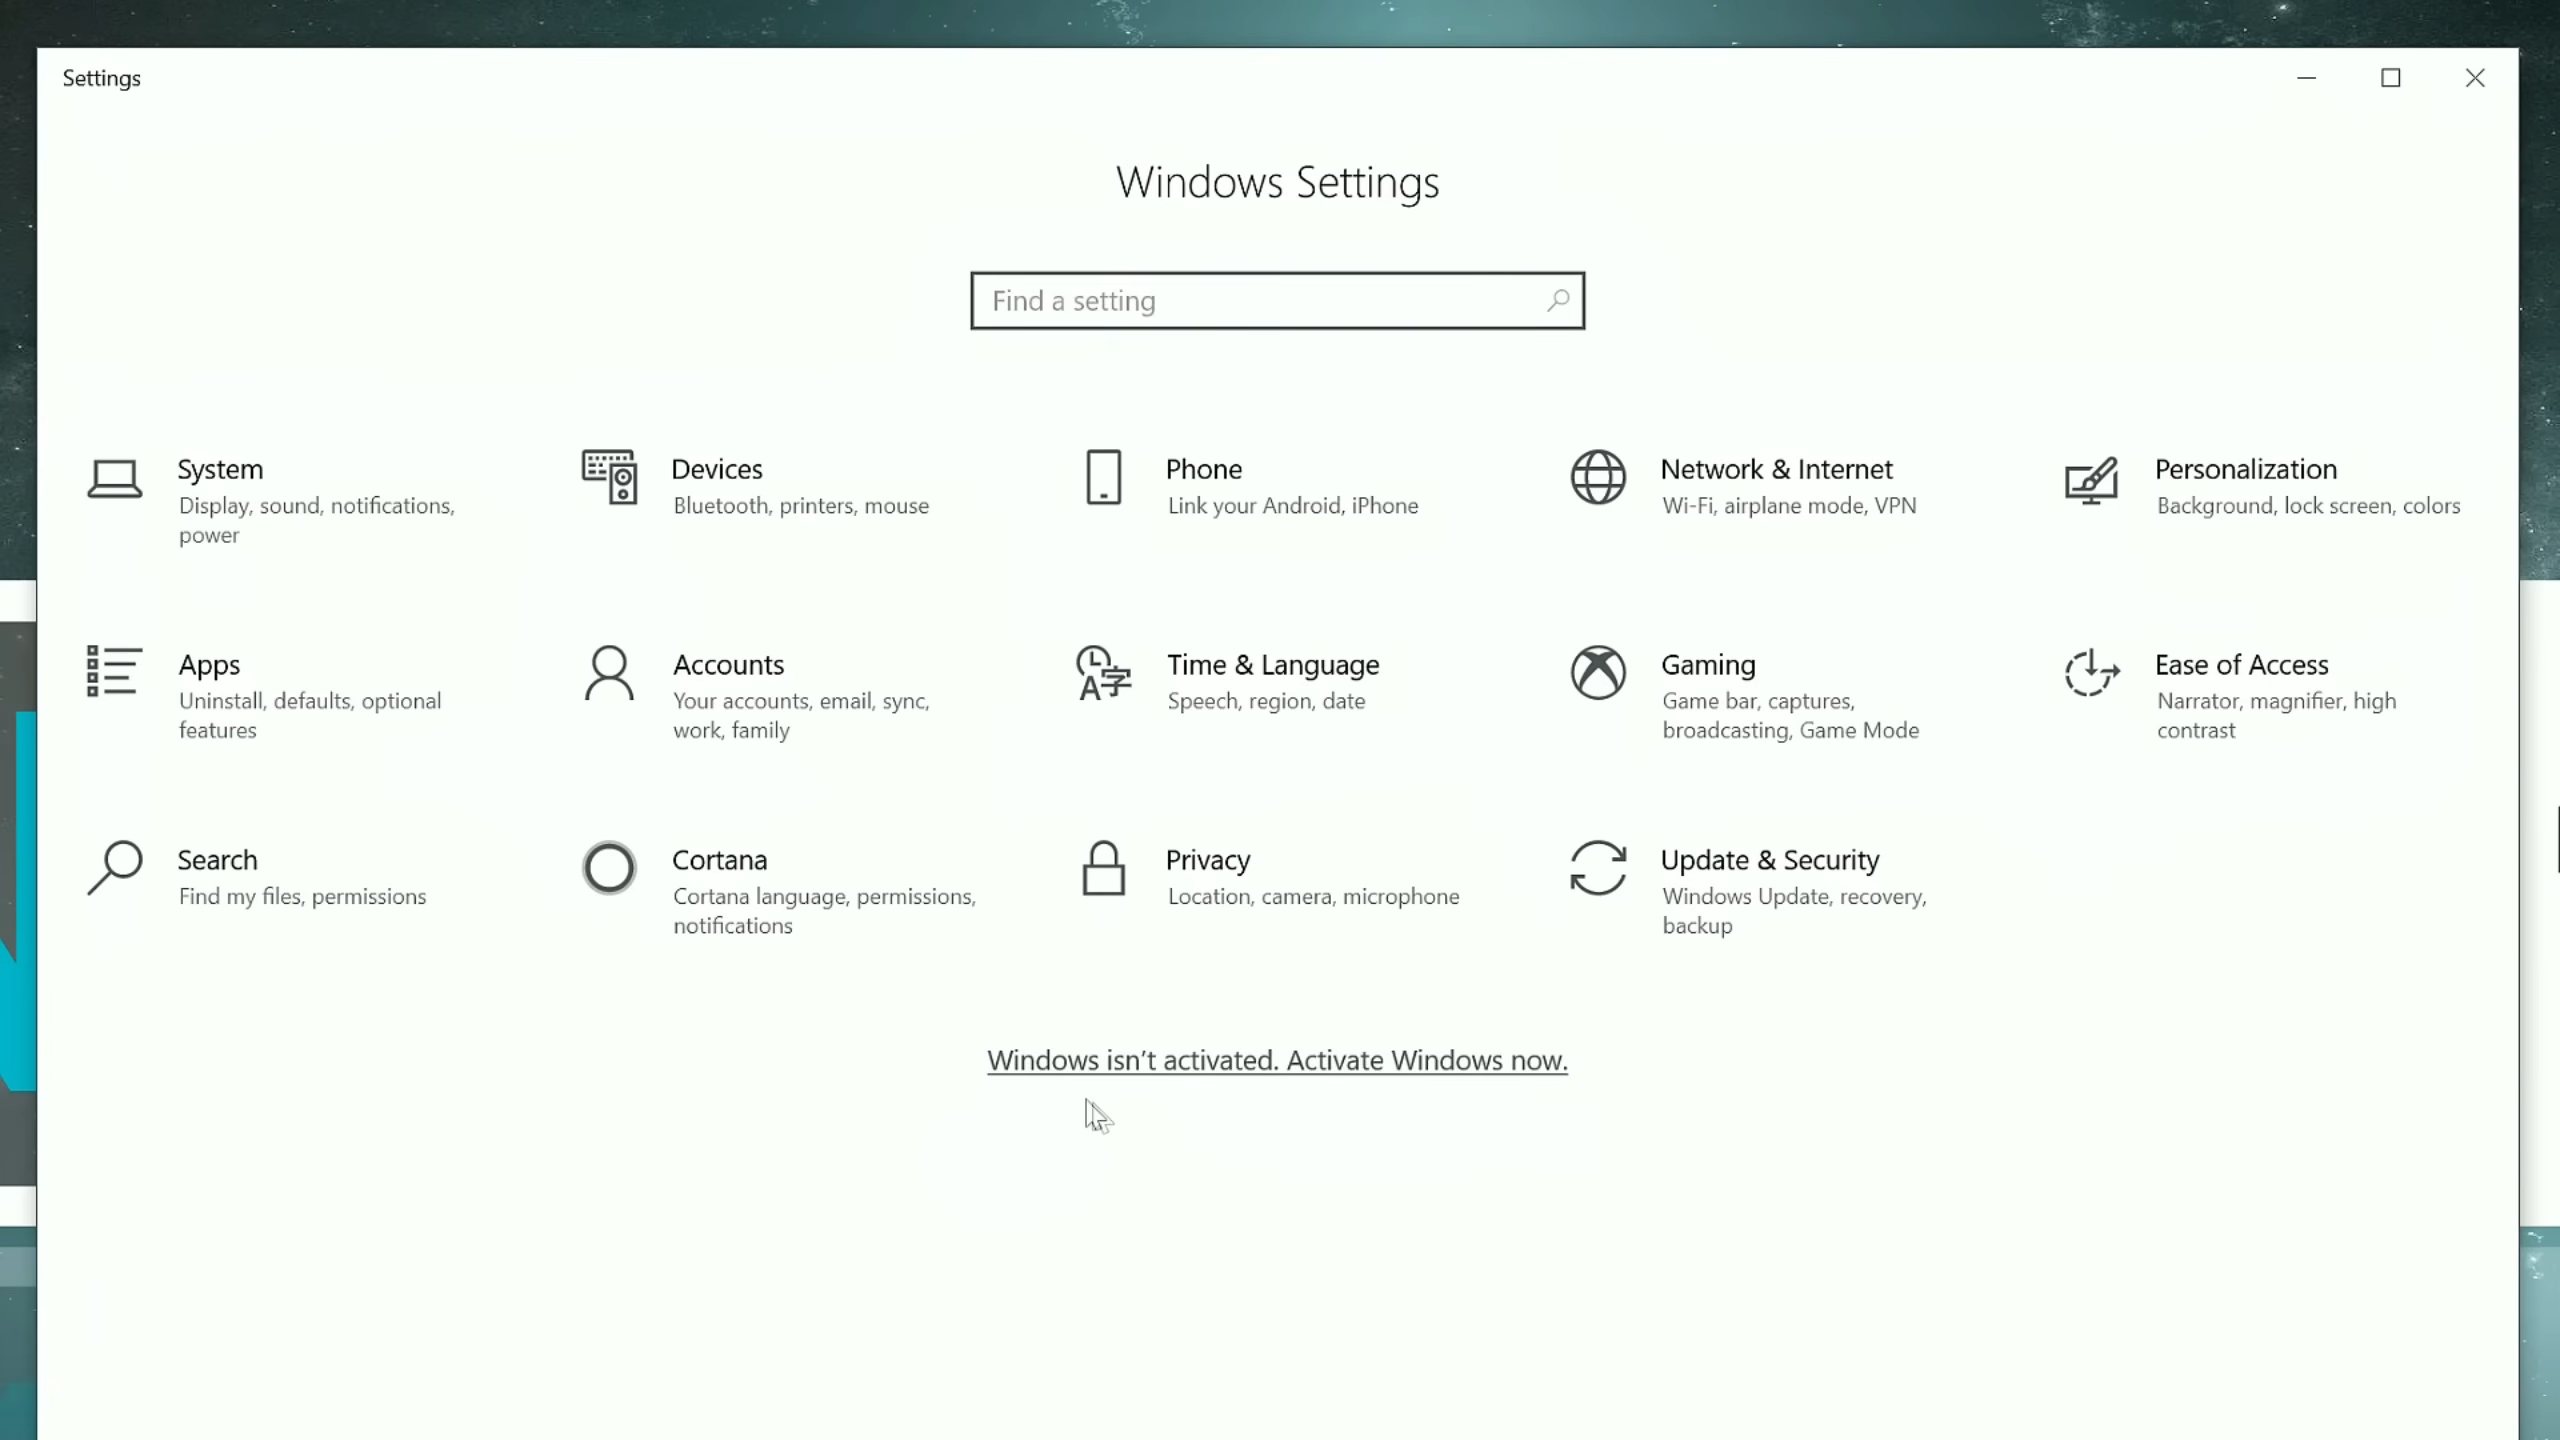 Settings
Windows Settings
Find a setting
System
Display, sound, notifications,
power
Devices
Bluetooth, printers, mouse
Phone
Link your Android, iPhone
Network & Internet
Wi-Fi, airplane mode, VPN
Personalization
Background, lock screen, colors
Apps
Uninstall, defaults, optional
features
Accounts
Your accounts, email, sync,
work, family
Time & Language
Speech, region, date
Gaming
Game bar, captures,
broadcasting, Game Mode
Ease of Access
Narrator, magnifier, high
contrast
Search
Find my files, permissions
Cortana
Cortana language, permissions,
notifications
Privacy
Location, camera, microphone
Update & Security
Windows Update, recovery,
backup
Windows isn't activated. Activate Windows now.